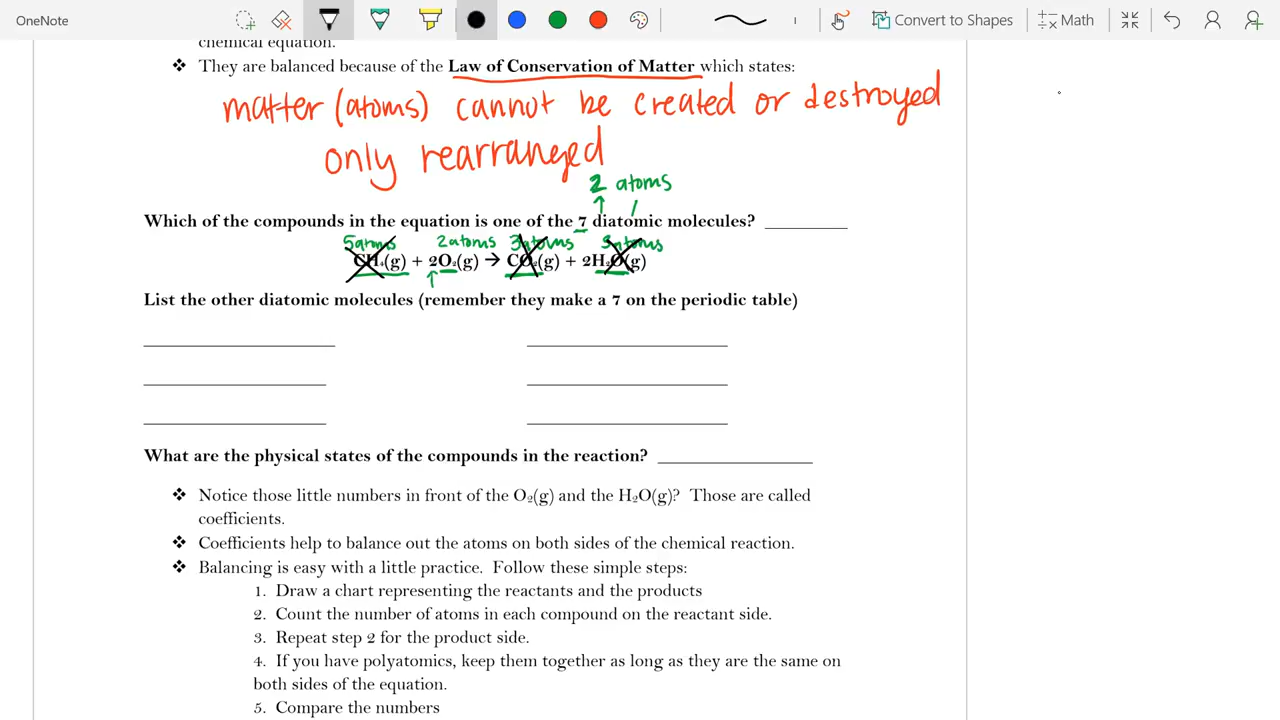 OneNote
Convert to Shapes
Math
chemical equation.
❖ They are balanced because of the Law of Conservation of Matter which states:
matter (atoms) cannot be created or destroyed
only rearranged
2 atoms
Which of the compounds in the equation is one of the 7 diatomic molecules? __________
5 atoms 2 atoms 3 atoms 3 atoms
CH₄(g) + 2O₂(g) → CO₂(g) + 2H₂O(g)
List the other diatomic molecules (remember they make a 7 on the periodic table)
What are the physical states of the compounds in the reaction? __________
❖ Notice those little numbers in front of the O₂(g) and the H₂O(g)? Those are called
coefficients.
❖ Coefficients help to balance out the atoms on both sides of the chemical reaction.
❖ Balancing is easy with a little practice. Follow these simple steps:
1. Draw a chart representing the reactants and the products
2. Count the number of atoms in each compound on the reactant side.
3. Repeat step 2 for the product side.
4. If you have polyatomics, keep them together as long as they are the same on
both sides of the equation.
5. Compare the numbers